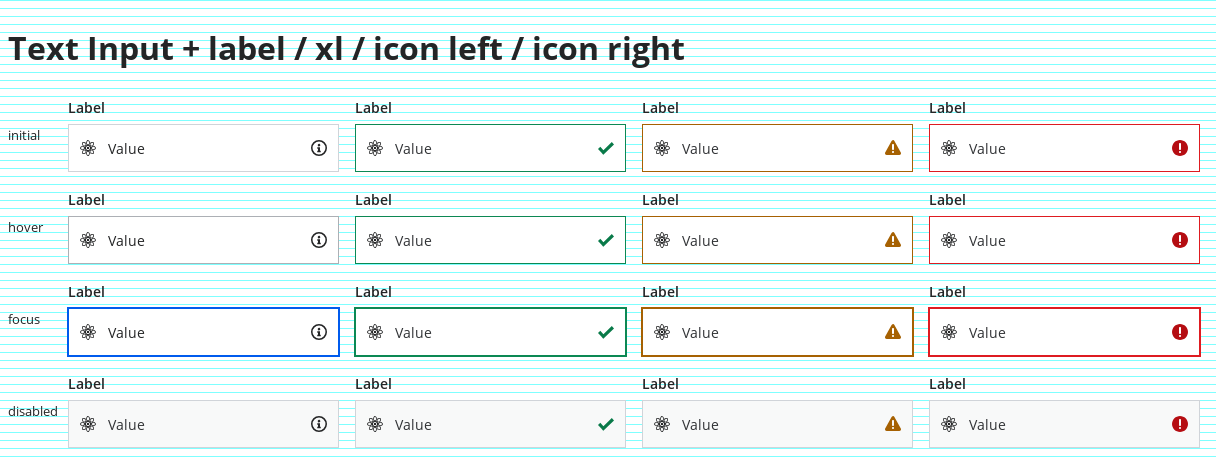 Text Input + label / xl / icon left / icon right
Label Label Label Label
initial Value Value Value Value
Label Label Label Label
hover Value Value Value Value
Label Label Label Label
focus Value Value Value Value
Label Label Label Label
disabled Value Value Value Value